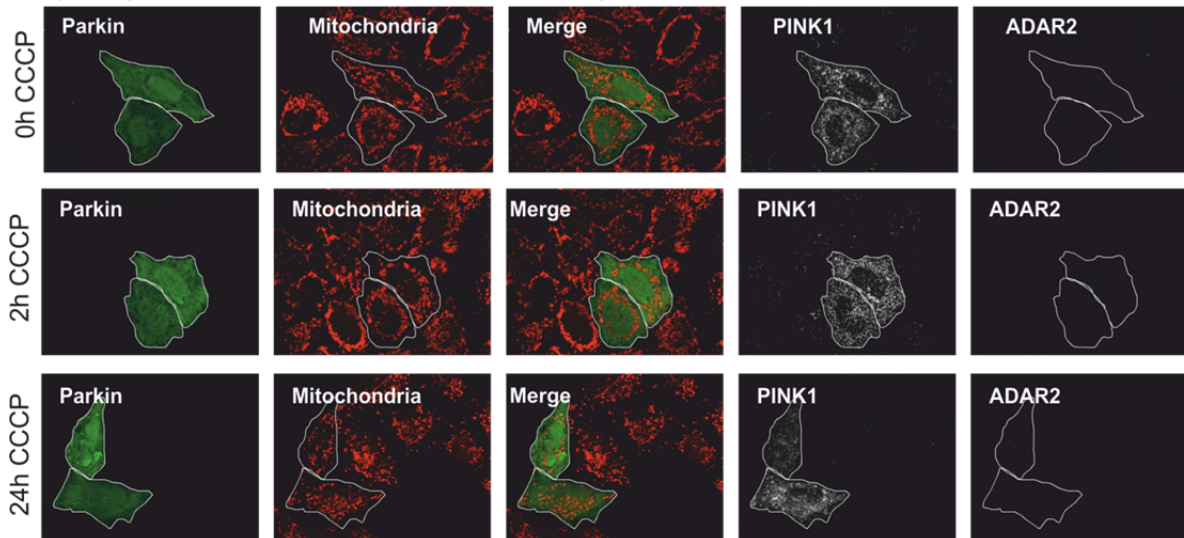 0h CCCP
Parkin
Mitochondria
Merge
PINK1
ADAR2
2h CCCP
Parkin
Mitochondria
Merge
PINK1
ADAR2
24h CCCP
Parkin
Mitochondria
Merge
PINK1
ADAR2